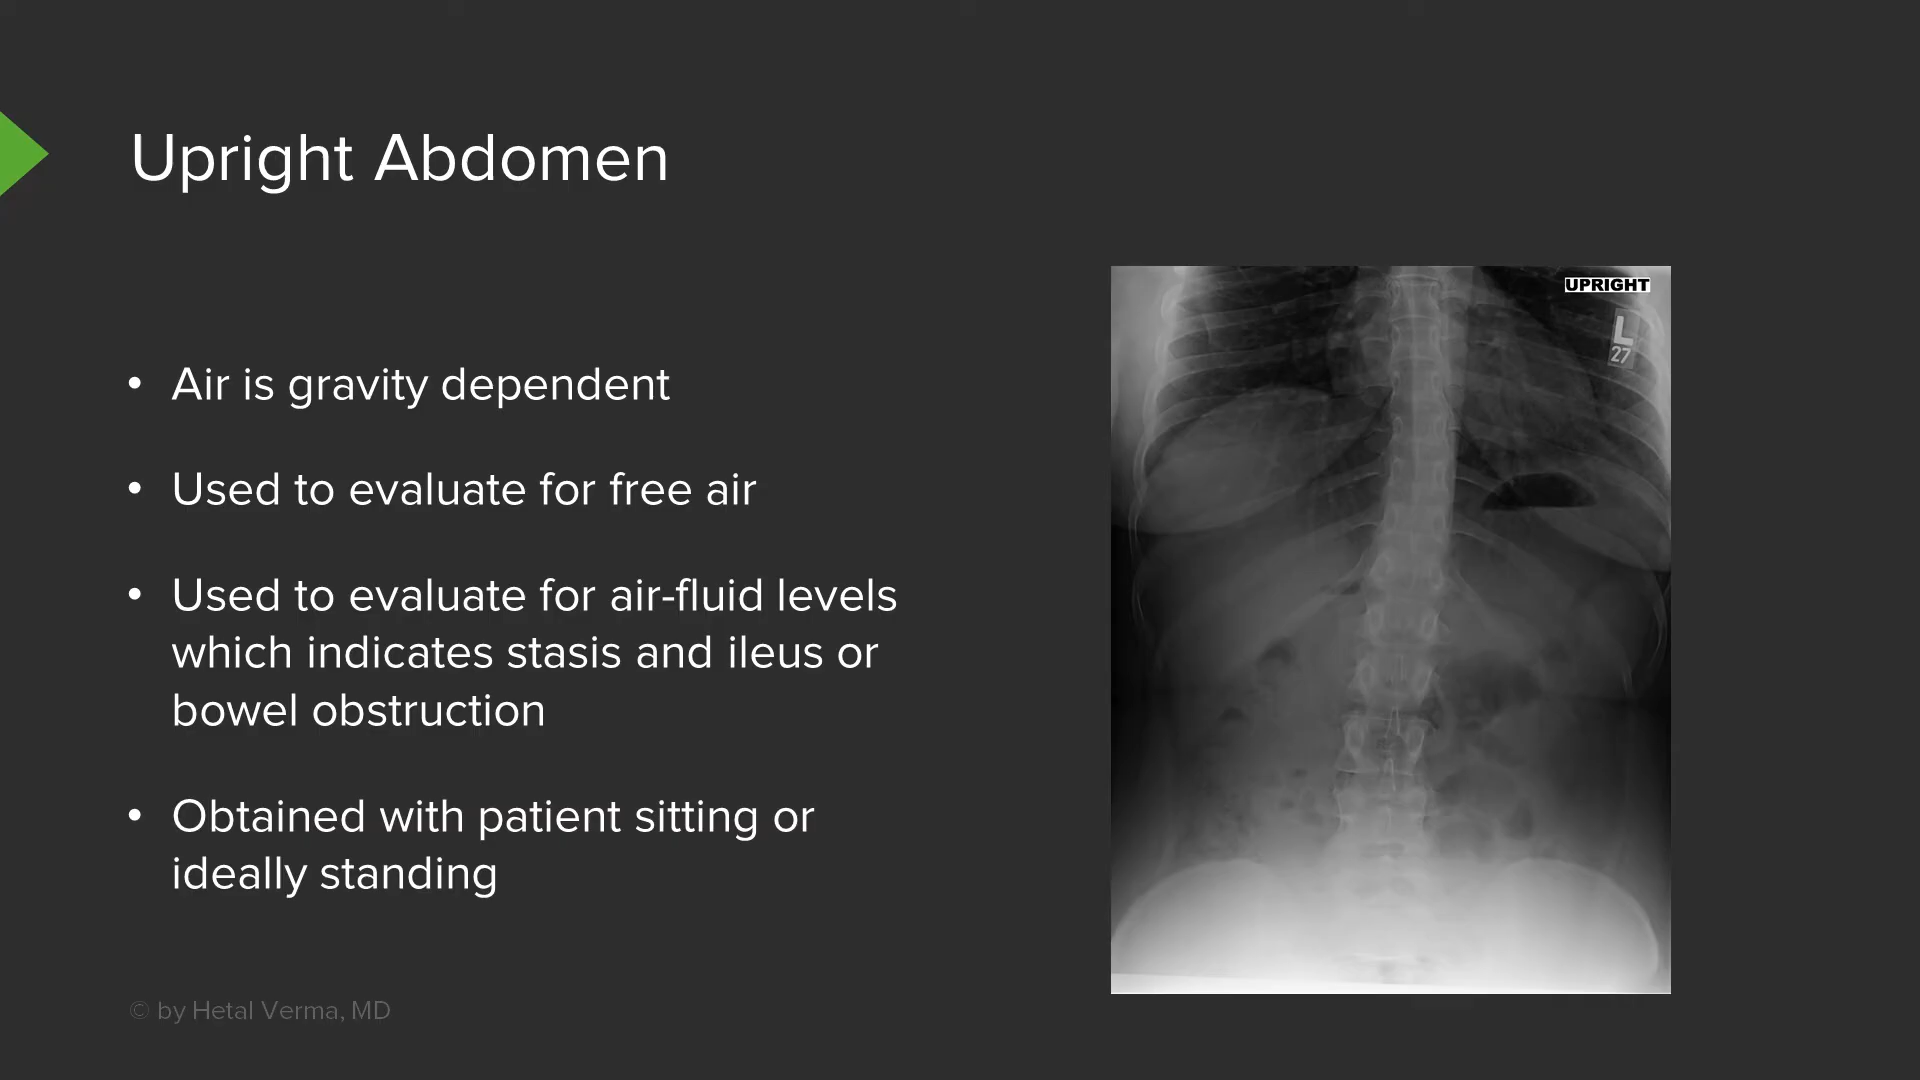 Upright Abdomen
• Air is gravity dependent
• Used to evaluate for free air
• Used to evaluate for air-fluid levels
which indicates stasis and ileus or
bowel obstruction
• Obtained with patient sitting or
ideally standing
UPRIGHT
L
27
© by Hetal Verma, MD